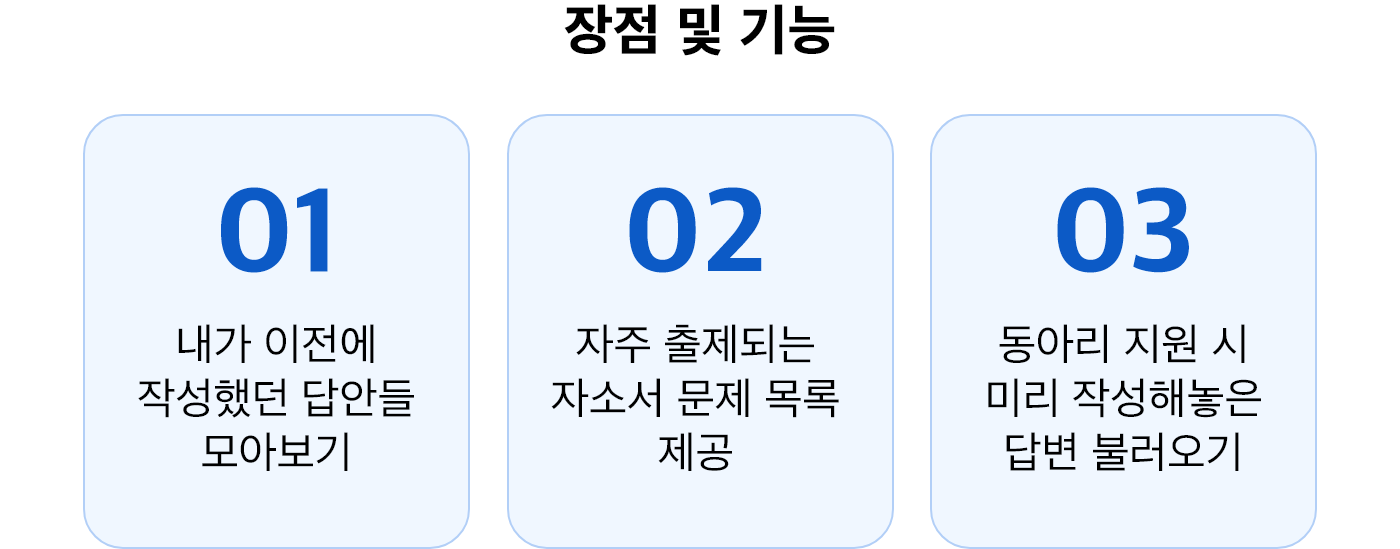 장점 및 기능
01
내가 이전에
작성했던 답안들
모아보기
02
자주 출제되는
자소서 문제 목록
제공
03
동아리 지원 시
미리 작성해놓은
답변 불러오기